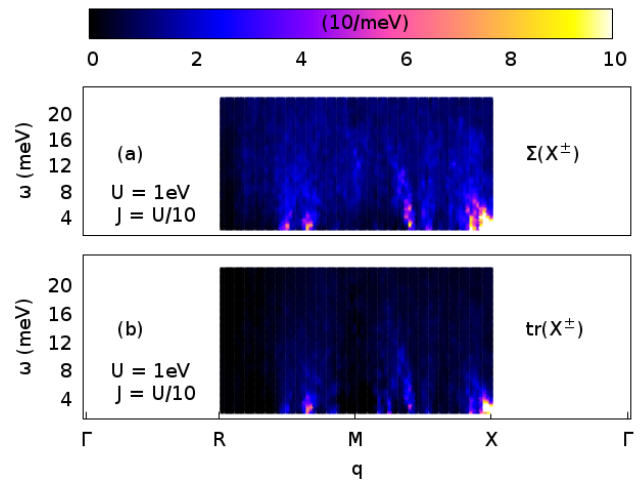 (10/meV)
0 2 4 6 8 10
ω (meV)
20
16
12
8
4
(a)
U = 1eV
J = U/10
Σ(X±)
ω (meV)
20
16
12
8
4
(b)
U = 1eV
J = U/10
tr(X±)
Γ R M X Γ
q